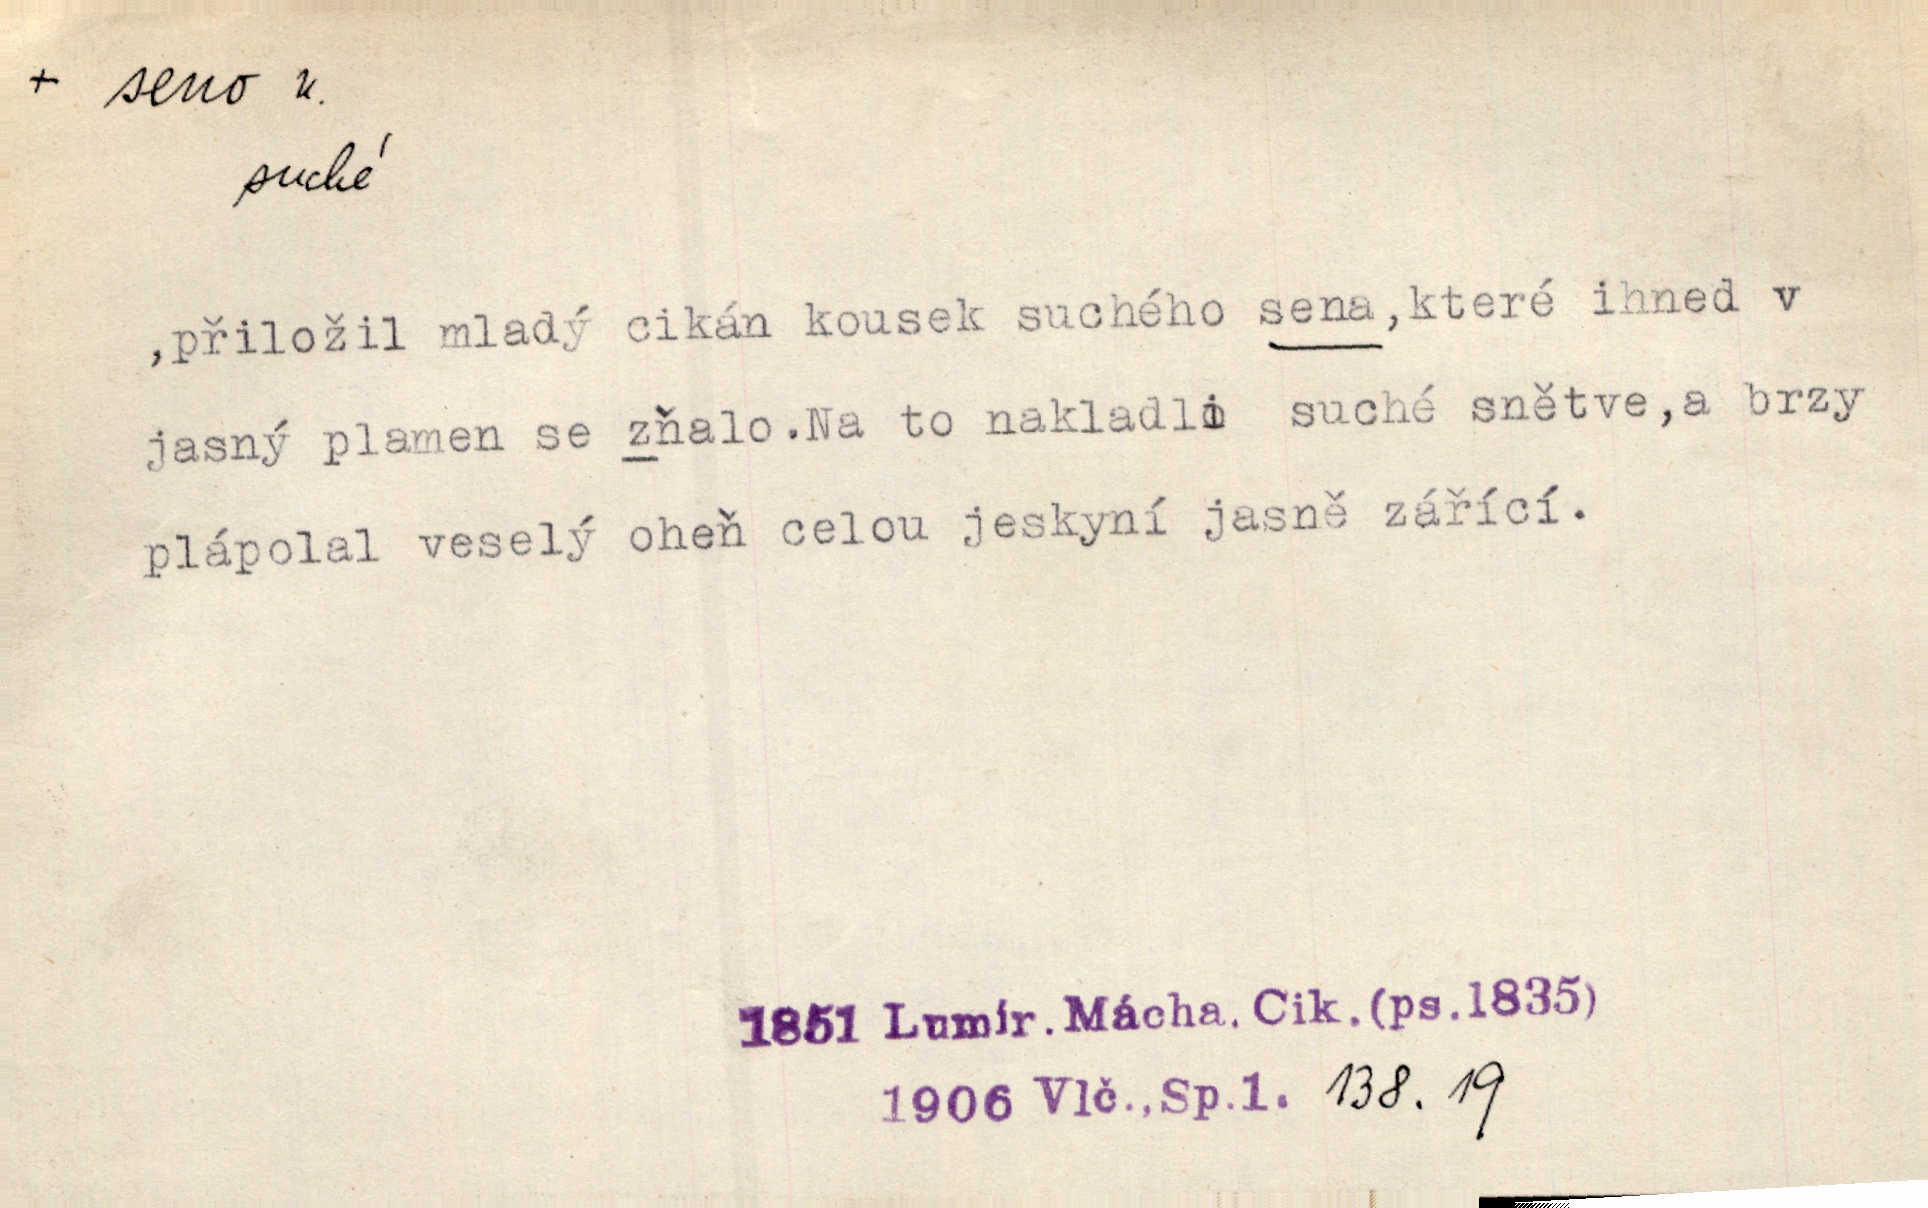 + seno n.
suché
,přiložil mladý cikán kousek suchého sena,které ihned v
jasný plamen se zňalo.Na to nakladli suché snětve,a brzy
plápolal veselý oheň celou jeskyní jasně zářící.
1851 Lumír.Mácha.Cik.(ps.1835)
1906 Vlč.,Sp.1. 138. 19